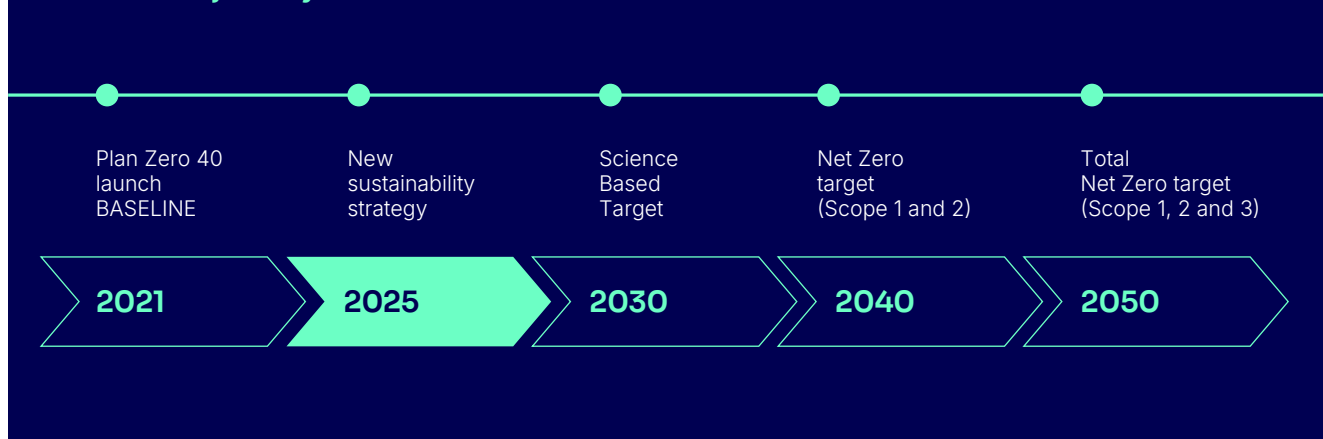 Plan Zero 40
launch
BASELINE
New
sustainability
strategy
Science
Based
Target
Net Zero
target
(Scope 1 and 2)
Total
Net Zero target
(Scope 1, 2 and 3)
2021
2025
2030
2040
2050